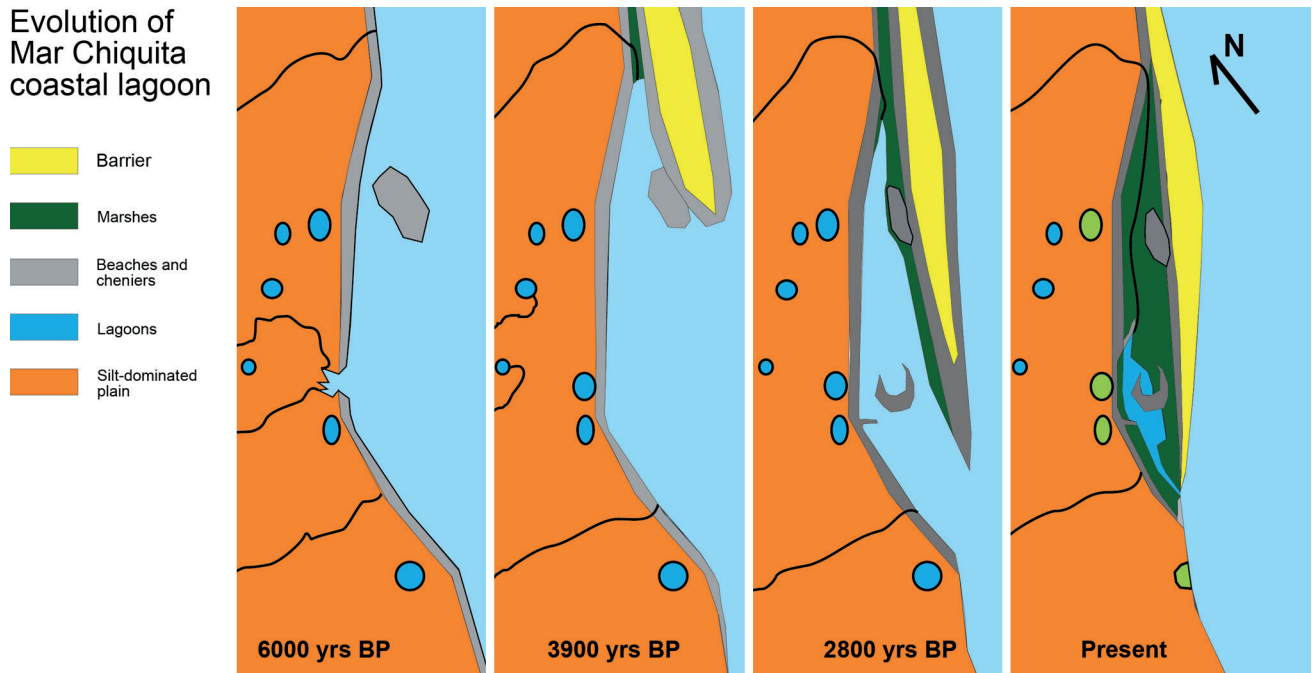 Evolution of
Mar Chiquita
coastal lagoon
Barrier
Marshes
Beaches and
cheniers
Lagoons
Silt-dominated
plain
6000 yrs BP
3900 yrs BP
2800 yrs BP
Present
N